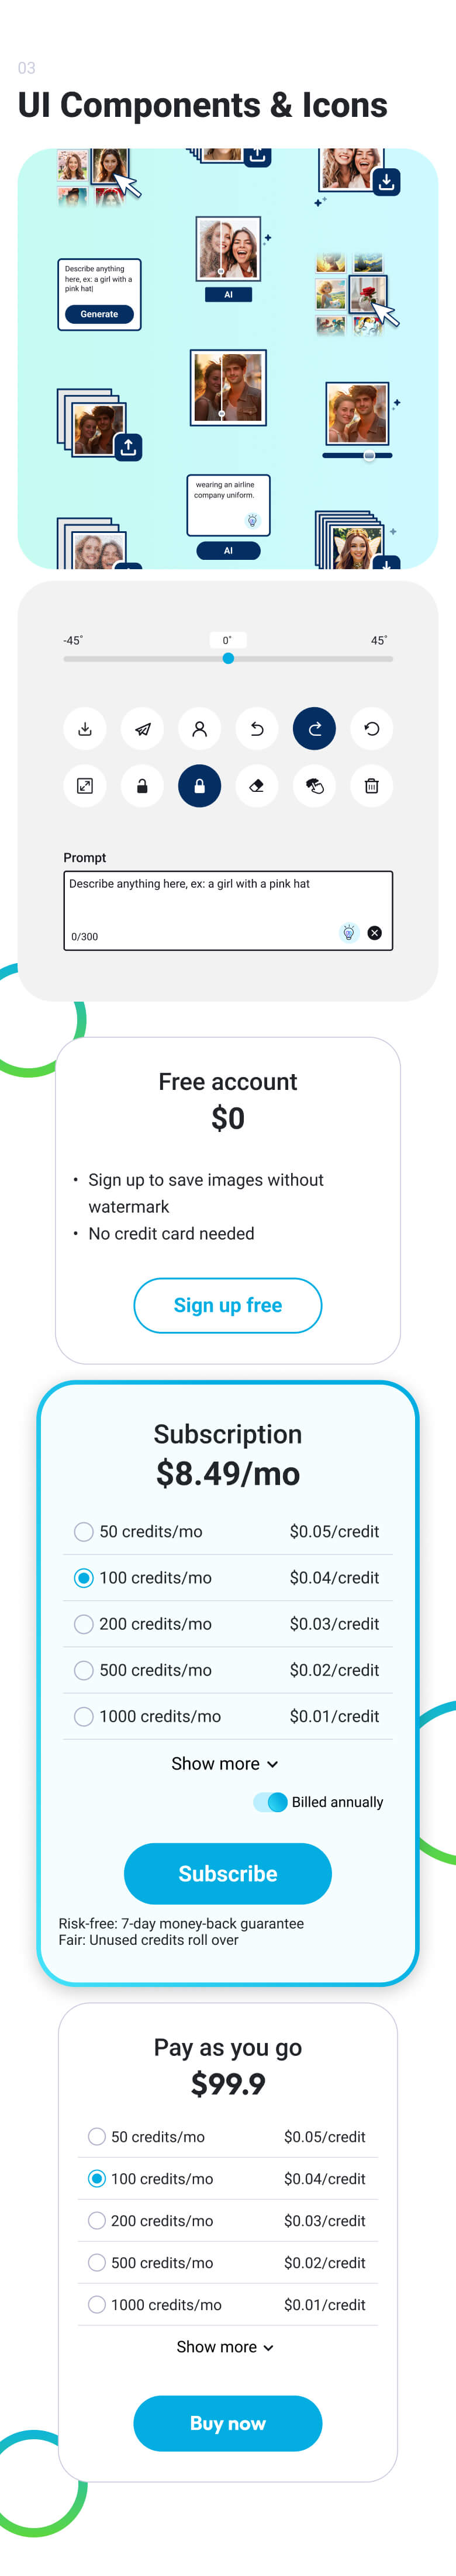 03
UI Components & Icons
Describe anything
here, ex: a girl with a
pink hat|
Generate
AI
wearing an airline
company uniform.
AI
-45°
0°
45°
Prompt
Describe anything here, ex: a girl with a pink hat
0/300
Free account
$0
• Sign up to save images without
watermark
• No credit card needed
Sign up free
Subscription
$8.49/mo
50 credits/mo $0.05/credit
100 credits/mo $0.04/credit
200 credits/mo $0.03/credit
500 credits/mo $0.02/credit
1000 credits/mo $0.01/credit
Show more
Billed annually
Subscribe
Risk-free: 7-day money-back guarantee
Fair: Unused credits roll over
Pay as you go
$99.9
50 credits/mo $0.05/credit
100 credits/mo $0.04/credit
200 credits/mo $0.03/credit
500 credits/mo $0.02/credit
1000 credits/mo $0.01/credit
Show more
Buy now